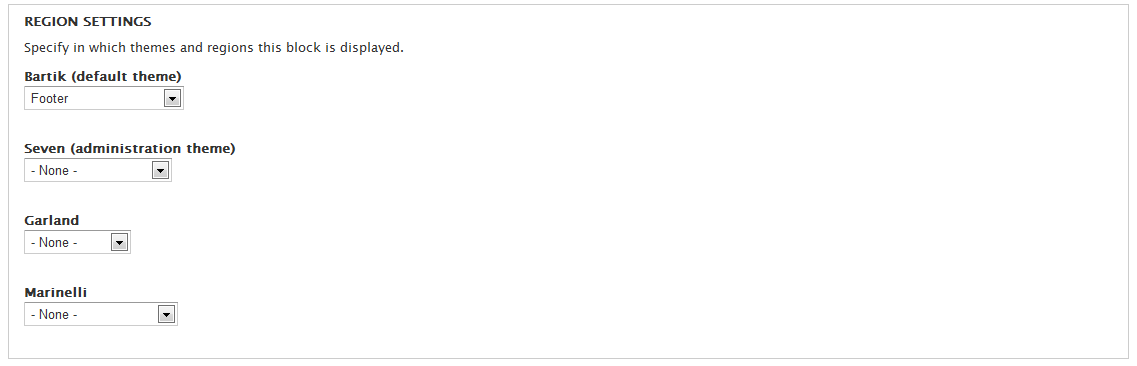 REGION SETTINGS
Specify in which themes and regions this block is displayed.
Bartik (default theme)
Footer
Seven (administration theme)
- None -
Garland
- None -
Marinelli
- None -